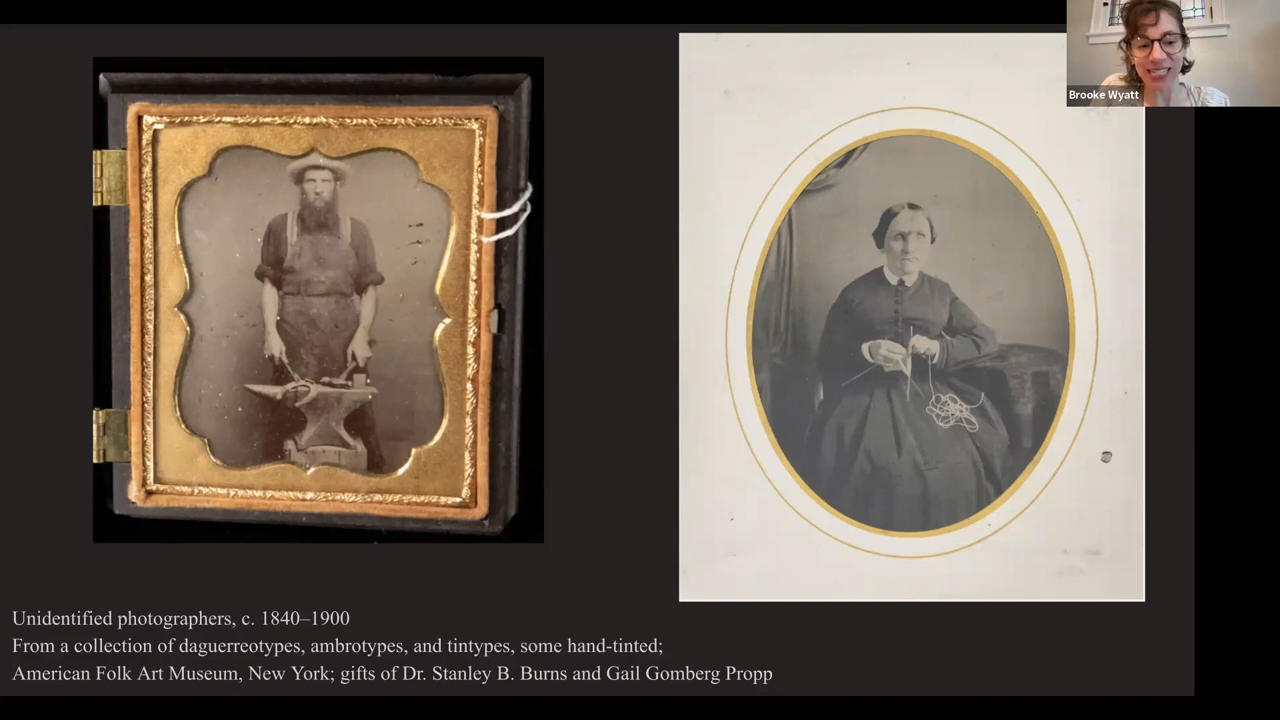 Brooke Wyatt
Unidentified photographers, c. 1840–1900
From a collection of daguerreotypes, ambrotypes, and tintypes, some hand-tinted;
American Folk Art Museum, New York; gifts of Dr. Stanley B. Burns and Gail Gomberg Propp